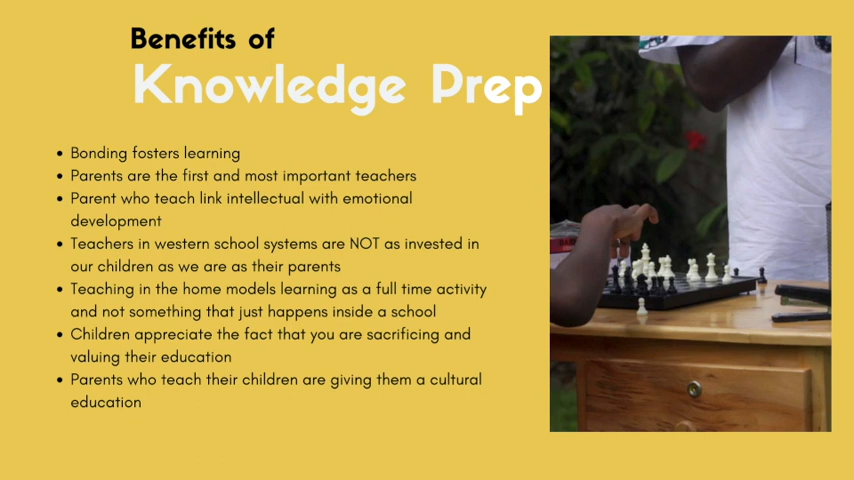 Benefits of
Knowledge Prep
• Bonding fosters learning
• Parents are the first and most important teachers
• Parent who teach link intellectual with emotional
development
• Teachers in western school systems are NOT as invested in
our children as we are as their parents
• Teaching in the home models learning as a full time activity
and not something that just happens inside a school
• Children appreciate the fact that you are sacrificing and
valuing their education
• Parents who teach their children are giving them a cultural
education